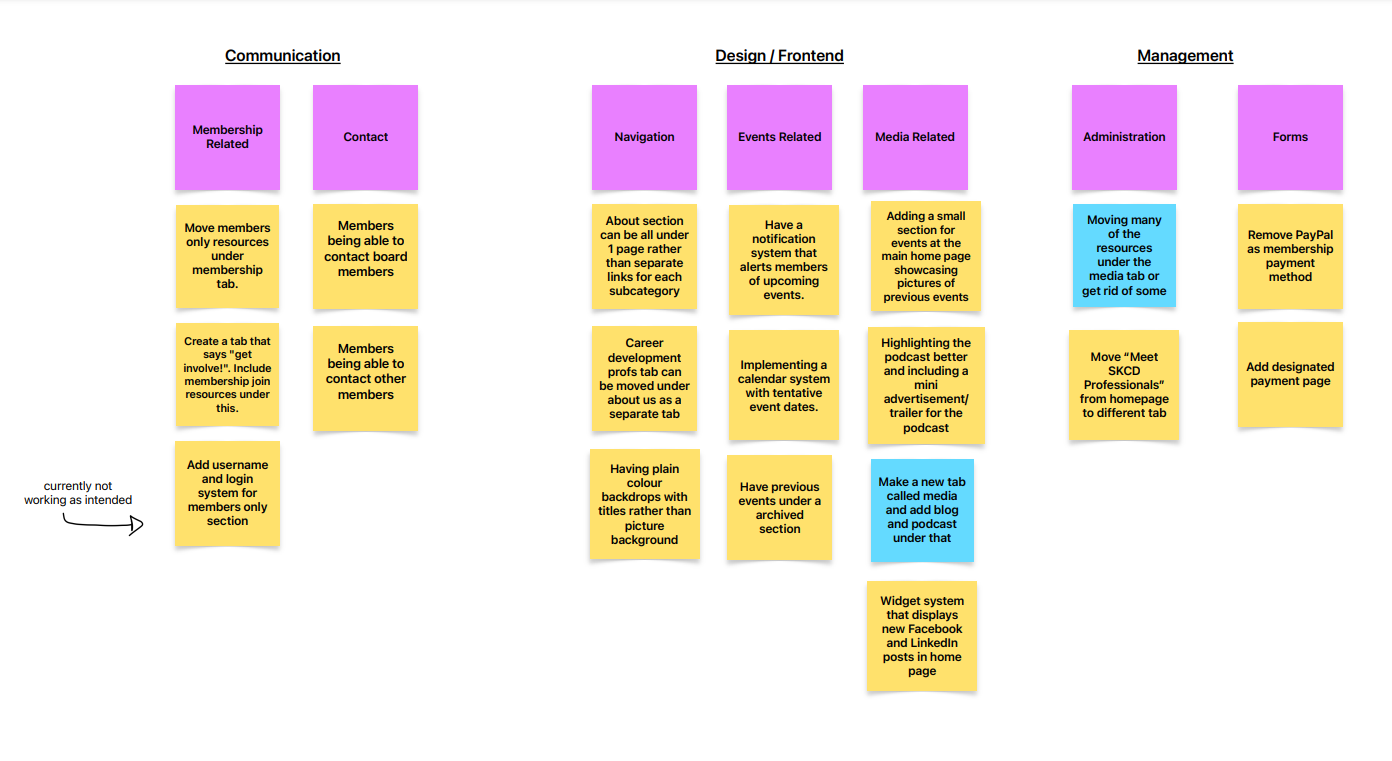 Communication
Design / Frontend
Management
Membership
Related
Contact
Navigation
Events Related
Media Related
Administration
Forms
Move members
only resources
under
membership
tab.
Create a tab that
says "get
involve!". Include
membership join
resources under
this.
Add username
and login
system for
members only
section
currently not
working as intended
Members
being able to
contact board
members
Members
being able to
contact other
members
About section
can be all under
1 page rather
than separate
links for each
subcategory
Career
development
profs tab can
be moved under
about us as a
separate tab
Having plain
colour
backdrops with
titles rather than
picture
background
Have a
notification
system that
alerts members
of upcoming
events.
Implementing a
calendar system
with tentative
event dates.
Have previous
events under a
archived
section
Adding a small
section for
events at the
main home page
showcasing
pictures of
previous events
Highlighting the
podcast better
and including a
mini
advertisement/
trailer for the
podcast
Make a new tab
called media
and add blog
and podcast
under that
Widget system
that displays
new Facebook
and LinkedIn
posts in home
page
Moving many
of the
resources
under the
media tab or
get rid of some
Move “Meet
SKCD
Professionals”
from homepage
to different tab
Remove PayPal
as membership
payment
method
Add designated
payment page